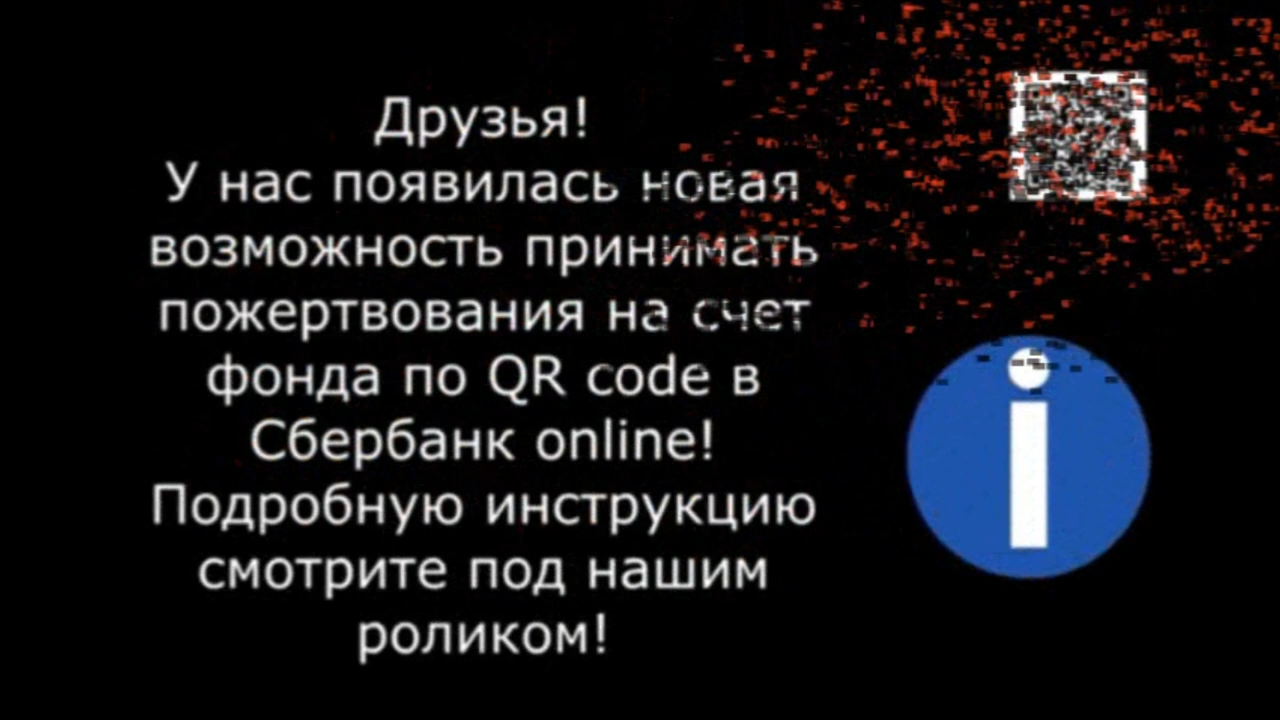 Друзья!
У нас появилась новая
возможность принимать
пожертвования на счет
фонда по QR code в
Сбербанк online!
Подробную инструкцию
смотрите под нашим
роликом!